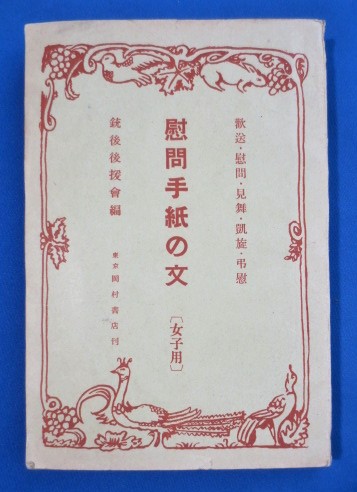 歓送・慰問・見舞・凱旋・弔慰
慰問手紙の文
［女子用］
銃後後援會編
東京 岡村書店刊